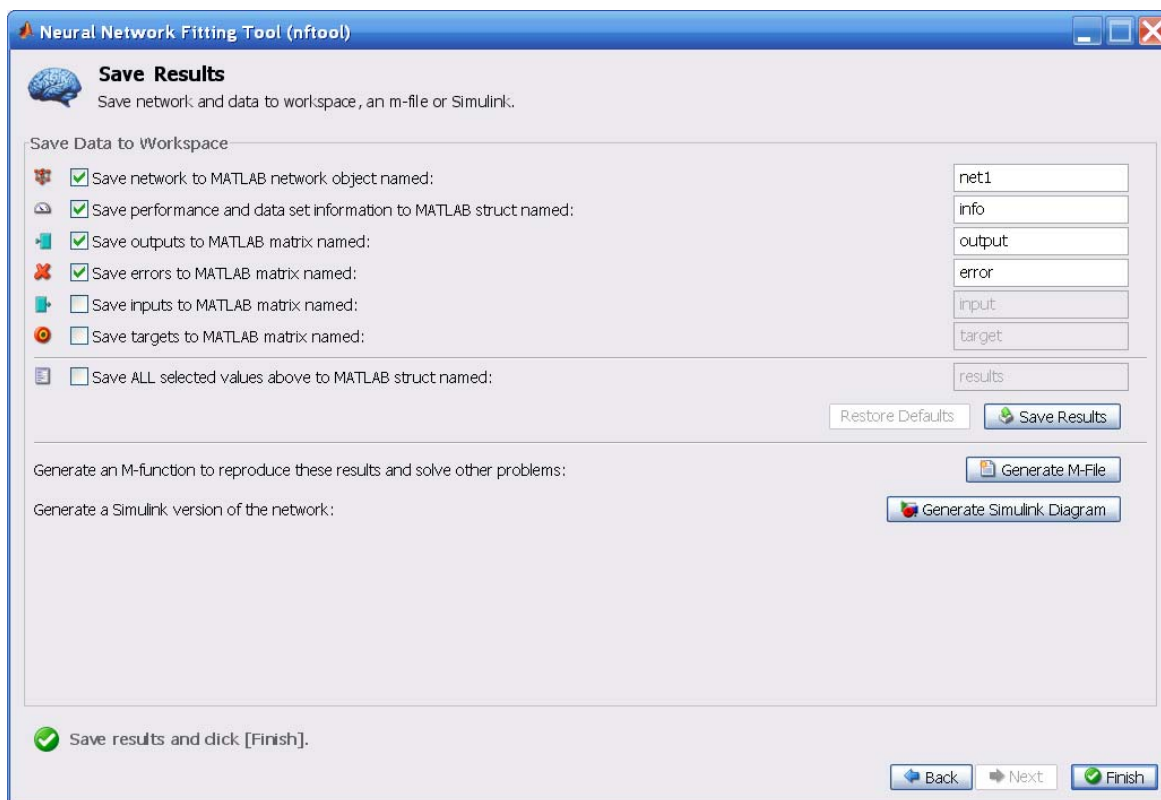 Neural Network Fitting Tool (nftool)
Save Results
Save network and data to workspace, an m-file or Simulink.
Save Data to Workspace
Save network to MATLAB network object named: net1
Save performance and data set information to MATLAB struct named: info
Save outputs to MATLAB matrix named: output
Save errors to MATLAB matrix named: error
Save inputs to MATLAB matrix named: input
Save targets to MATLAB matrix named: target
Save ALL selected values above to MATLAB struct named: results
Restore Defaults Save Results
Generate an M-function to reproduce these results and solve other problems: Generate M-File
Generate a Simulink version of the network: Generate Simulink Diagram
Save results and click [Finish].
Back Next Finish